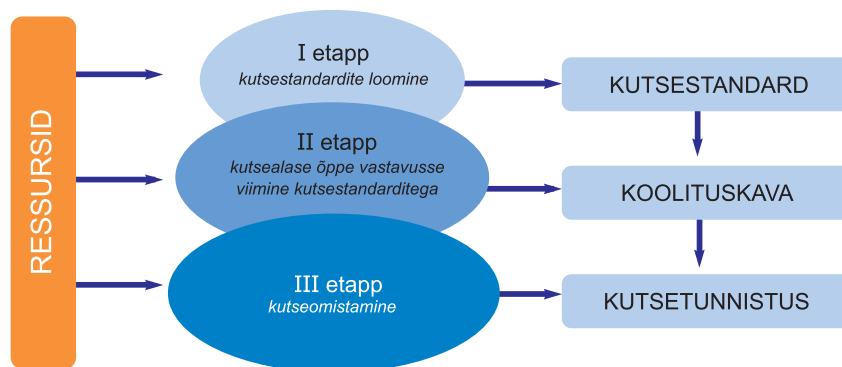 RESSURSID
I etapp
kutsestandardite loomine
KUTSESTANDARD
II etapp
kutsealase õppe vastavusse
viimine kutsestandarditega
KOOLITUSKAVA
III etapp
kutseomistamine
KUTSETUNNISTUS